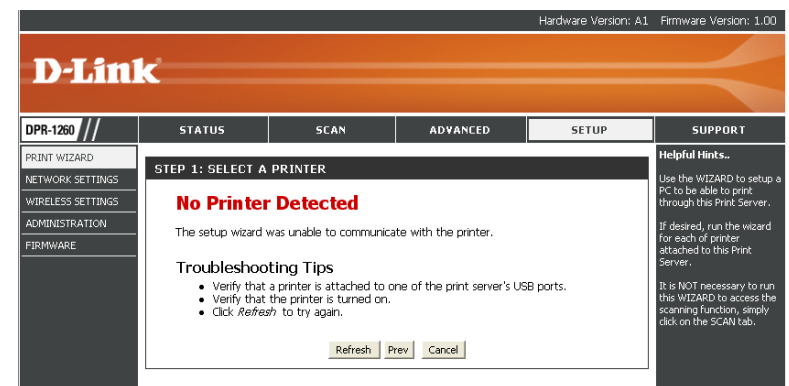 Hardware Version: A1 Firmware Version: 1.00
D-Link
DPR-1260
STATUS
SCAN
ADVANCED
SETUP
SUPPORT
PRINT WIZARD
NETWORK SETTINGS
WIRELESS SETTINGS
ADMINISTRATION
FIRMWARE
STEP 1: SELECT A PRINTER
No Printer Detected
The setup wizard was unable to communicate with the printer.
Troubleshooting Tips
• Verify that a printer is attached to one of the print server's USB ports.
• Verify that the printer is turned on.
• Click Refresh to try again.
Refresh
Prev
Cancel
Helpful Hints..
Use the WIZARD to setup a
PC to be able to print
through this Print Server.
If desired, run the wizard
for each of printer
attached to this Print
Server.
It is NOT necessary to run
this WIZARD to access the
scanning function, simply
click on the SCAN tab.